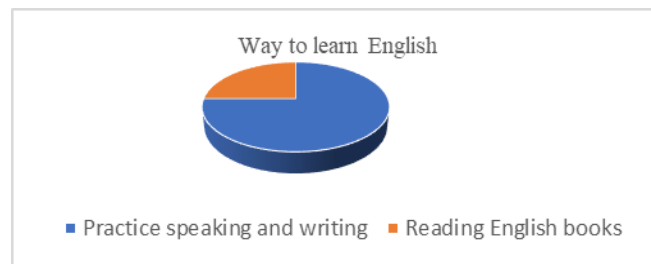 Way to learn English
Practice speaking and writing Reading English books